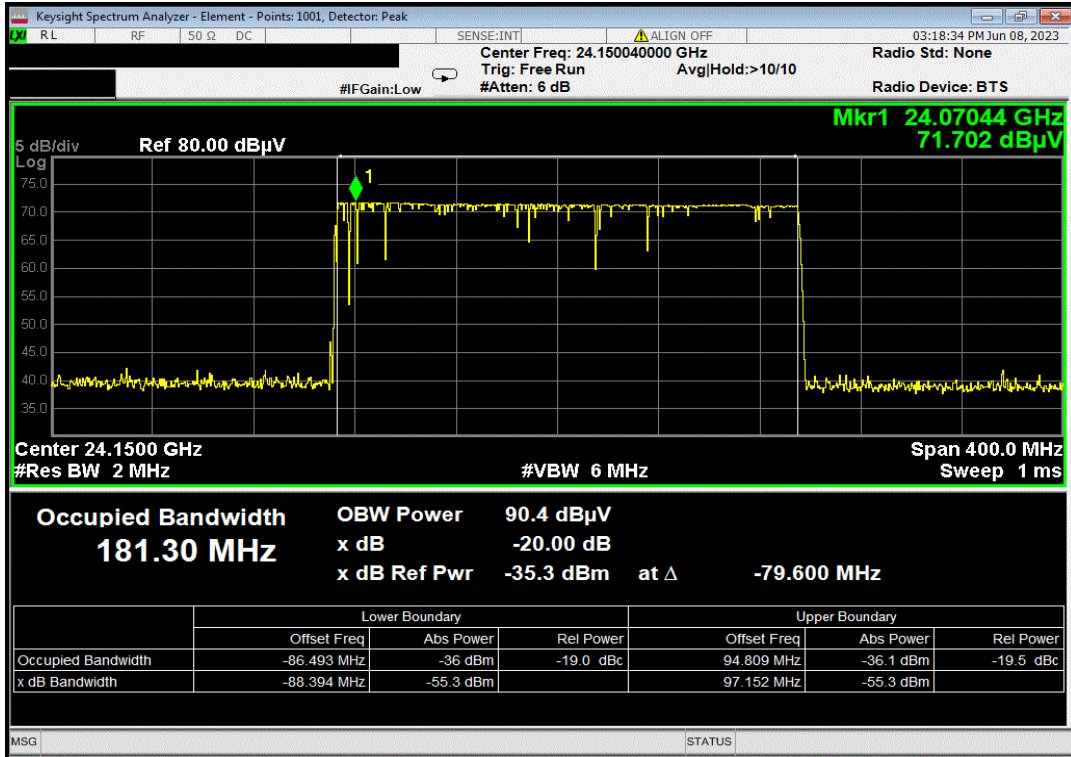 Keysight Spectrum Analyzer - Element - Points: 1001, Detector: Peak
LXI RL RF 50 Ω DC SENSE:INT ALIGN OFF 03:18:34 PM Jun 08, 2023
Center Freq: 24.150040000 GHz Radio Std: None
Trig: Free Run Avg|Hold:>10/10
#IFGain:Low #Atten: 6 dB Radio Device: BTS
Mkr1 24.07044 GHz
5 dB/div Ref 80.00 dBµV 71.702 dBµV
Log
1
75.0
70.0
65.0
60.0
55.0
50.0
45.0
40.0
35.0
Center 24.1500 GHz Span 400.0 MHz
#Res BW 2 MHz #VBW 6 MHz Sweep 1 ms
Occupied Bandwidth OBW Power 90.4 dBµV
181.30 MHz x dB -20.00 dB
x dB Ref Pwr -35.3 dBm at Δ -79.600 MHz
Lower Boundary Upper Boundary
Offset Freq Abs Power Rel Power Offset Freq Abs Power Rel Power
Occupied Bandwidth -86.493 MHz -36 dBm -19.0 dBc 94.809 MHz -36.1 dBm -19.5 dBc
x dB Bandwidth -88.394 MHz -55.3 dBm 97.152 MHz -55.3 dBm
MSG STATUS